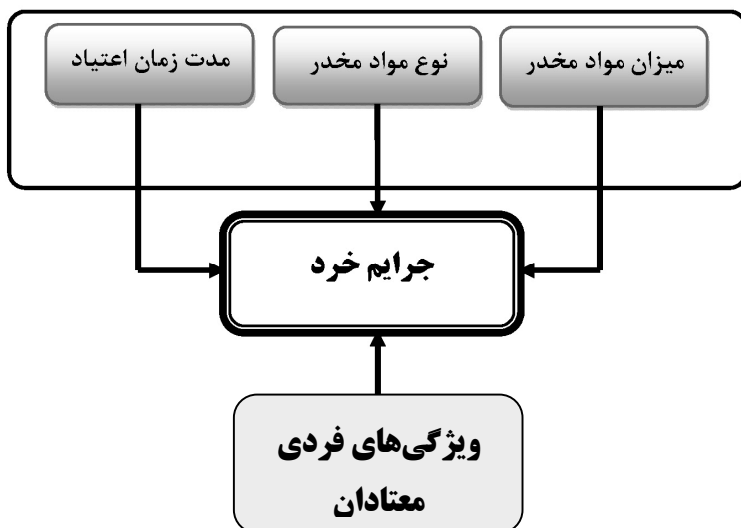 میزان مواد مخدر
نوع مواد مخدر
مدت زمان اعتیاد
جرایم خرد
ویژگی‌های فردی
معتادان